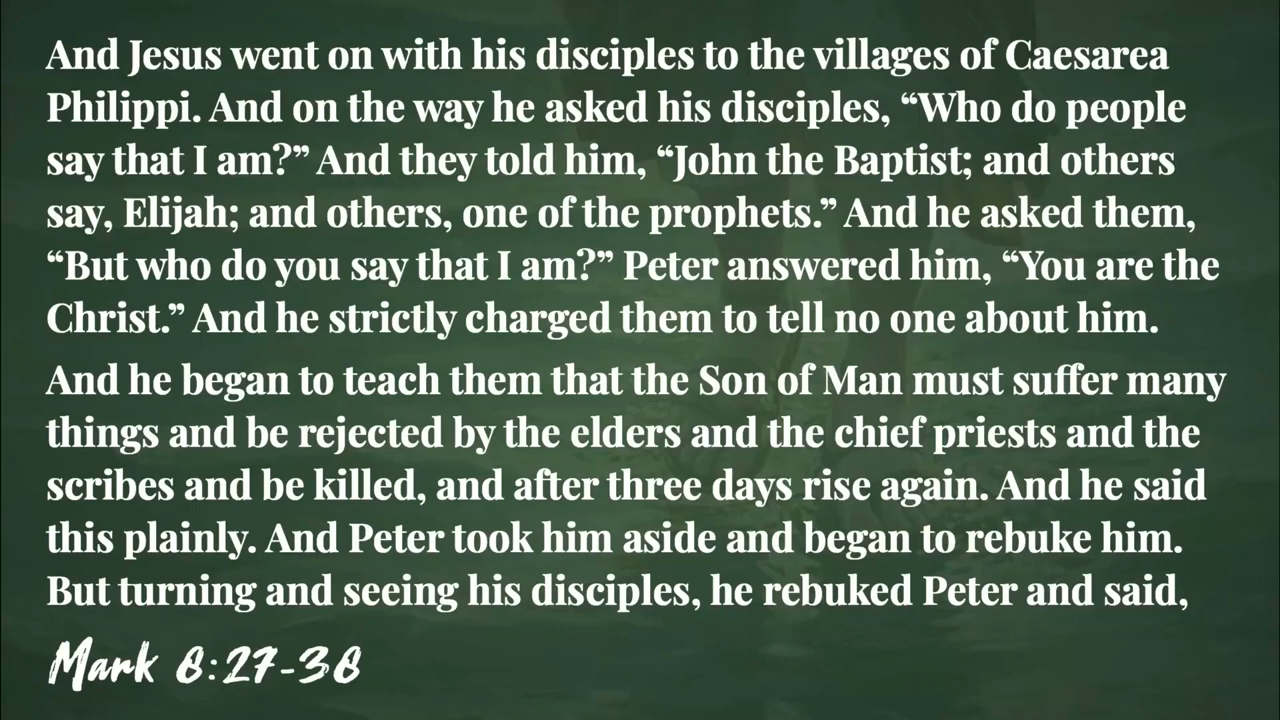 And Jesus went on with his disciples to the villages of Caesarea
Philippi. And on the way he asked his disciples, “Who do people
say that I am?” And they told him, “John the Baptist; and others
say, Elijah; and others, one of the prophets.” And he asked them,
“But who do you say that I am?” Peter answered him, “You are the
Christ.” And he strictly charged them to tell no one about him.
And he began to teach them that the Son of Man must suffer many
things and be rejected by the elders and the chief priests and the
scribes and be killed, and after three days rise again. And he said
this plainly. And Peter took him aside and began to rebuke him.
But turning and seeing his disciples, he rebuked Peter and said,
Mark 8:27-38